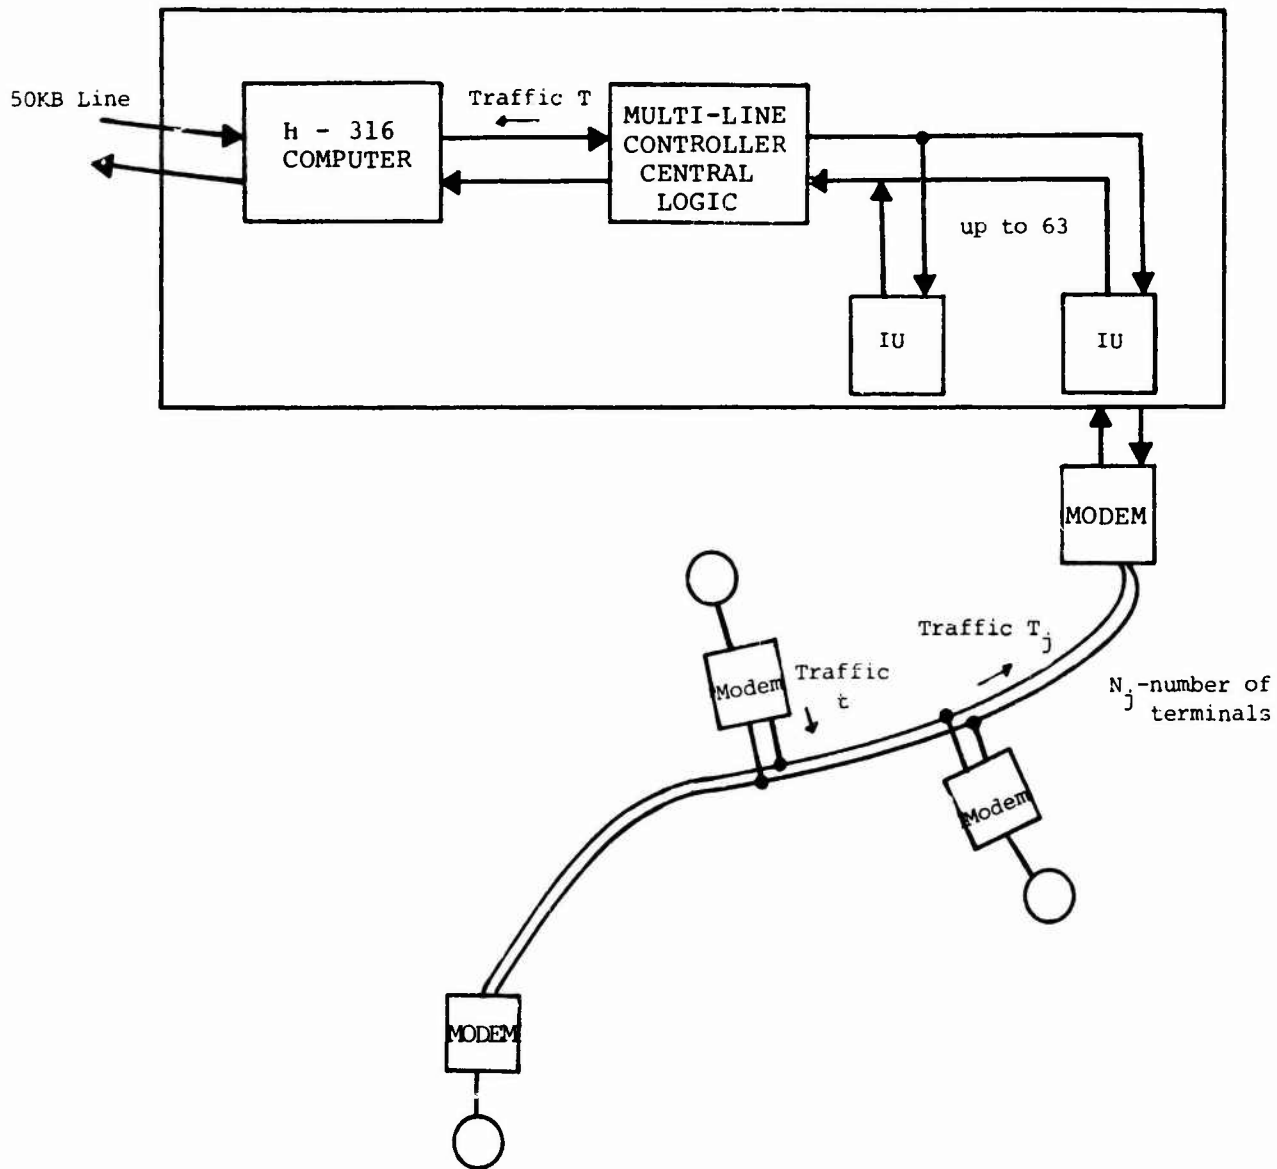 50KB Line
H - 316
COMPUTER
Traffic T
MULTI-LINE
CONTROLLER
CENTRAL
LOGIC
up to 63
IU
IU
MODEM
Traffic Tj
Nj-number of
terminals
Modem
Traffic
t
Modem
MODEM